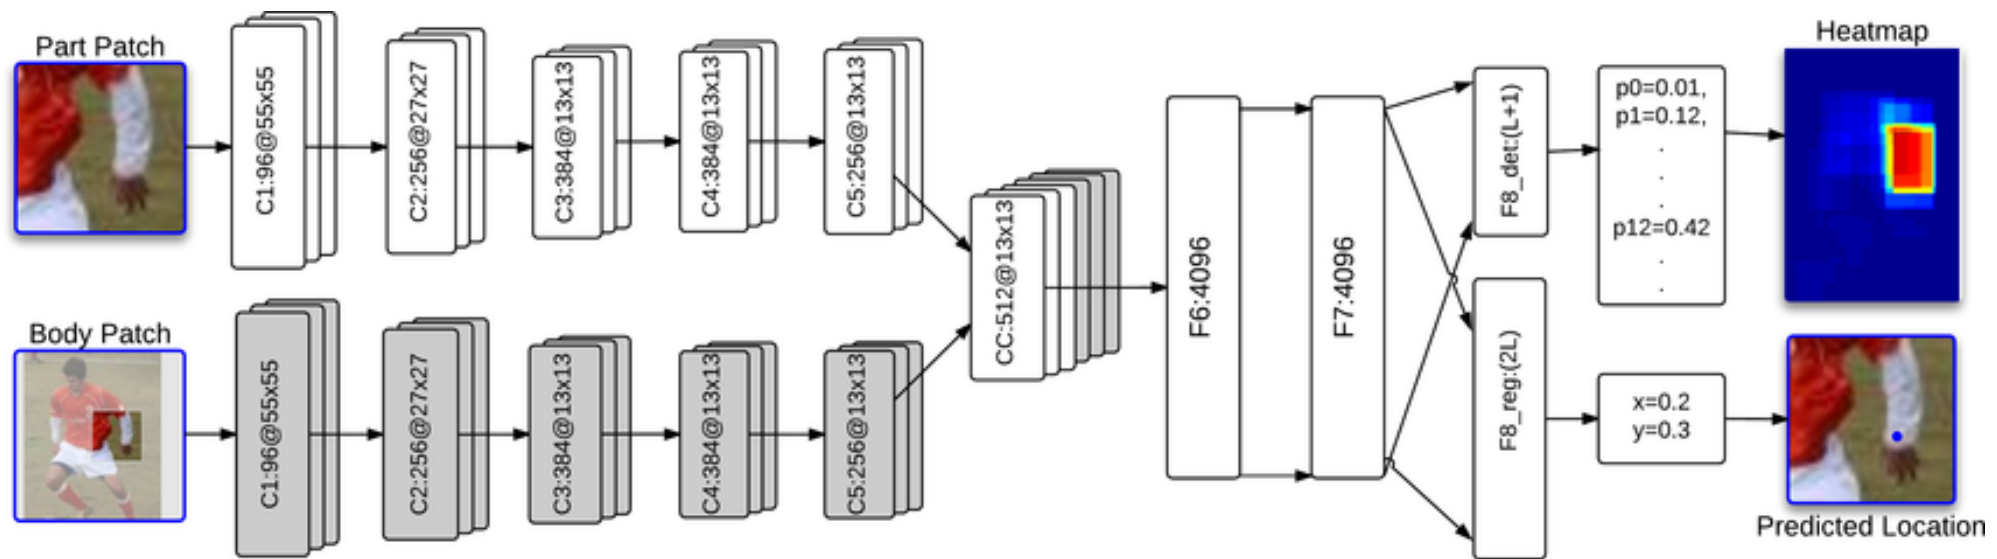 Part Patch
C1:96@55x55
C2:256@27x27
C3:384@13x13
C4:384@13x13
C5:256@13x13
Body Patch
C1:96@55x55
C2:256@27x27
C3:384@13x13
C4:384@13x13
C5:256@13x13
CC:512@13x13
F6:4096
F7:4096
F8_det:(L+1)
p0=0.01,
p1=0.12,
.
.
.
p12=0.42
.
.
Heatmap
F8_reg:(2L)
x=0.2
y=0.3
Predicted Location